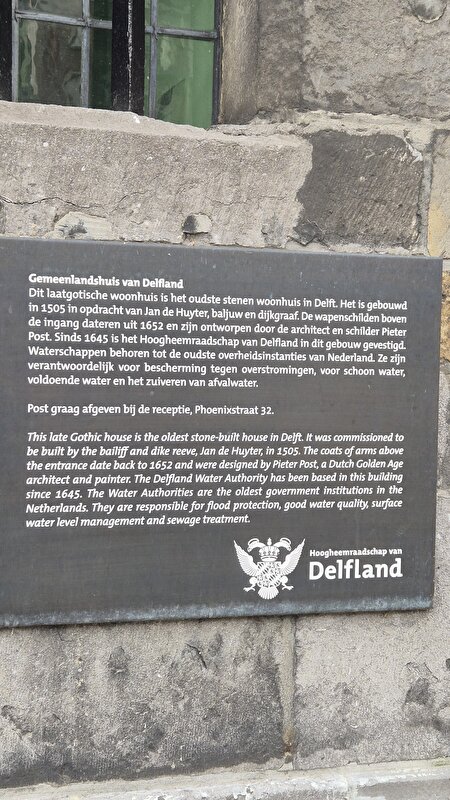 Gemeenlandshuis van Delfland
Dit laatgotische woonhuis is het oudste stenen woonhuis in Delft. Het is gebouwd
in 1505 in opdracht van Jan de Huyter, baljuw en dijkgraaf. De wapenschilden boven
de ingang dateren uit 1652 en zijn ontworpen door de architect en schilder Pieter
Post. Sinds 1645 is het Hoogheemraadschap van Delfland in dit gebouw gevestigd.
Waterschappen behoren tot de oudste overheidsinstanties van Nederland. Ze zijn
verantwoordelijk voor bescherming tegen overstromingen, voor schoon water,
voldoende water en het zuiveren van afvalwater.
Post graag afgeven bij de receptie, Phoenixstraat 32.
This late Gothic house is the oldest stone-built house in Delft. It was commissioned to
be built by the bailiff and dike reeve, Jan de Huyter, in 1505. The coats of arms above
the entrance date back to 1652 and were designed by Pieter Post, a Dutch Golden Age
architect and painter. The Delfland Water Authority has been based in this building
since 1645. The Water Authorities are the oldest government institutions in the
Netherlands. They are responsible for flood protection, good water quality, surface
water level management and sewage treatment.
Hoogheemraadschap van
Delfland